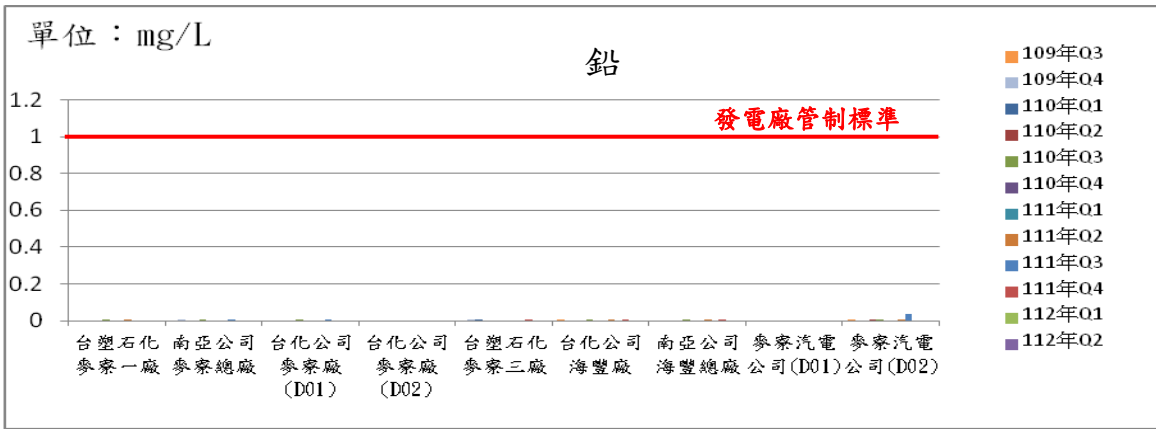 單位：mg/L
鉛
發電廠管制標準
1.2
1
0.8
0.6
0.4
0.2
0
台塑石化
麥寮一廠
南亞公司
麥寮總廠
台化公司
麥寮廠
(D01)
台化公司
麥寮廠
(D02)
台塑石化
麥寮三廠
台化公司
海豐廠
南亞公司
海豐總廠
麥寮汽電
公司(D01)
麥寮汽電
公司(D02)
109年Q3
109年Q4
110年Q1
110年Q2
110年Q3
110年Q4
111年Q1
111年Q2
111年Q3
111年Q4
112年Q1
112年Q2